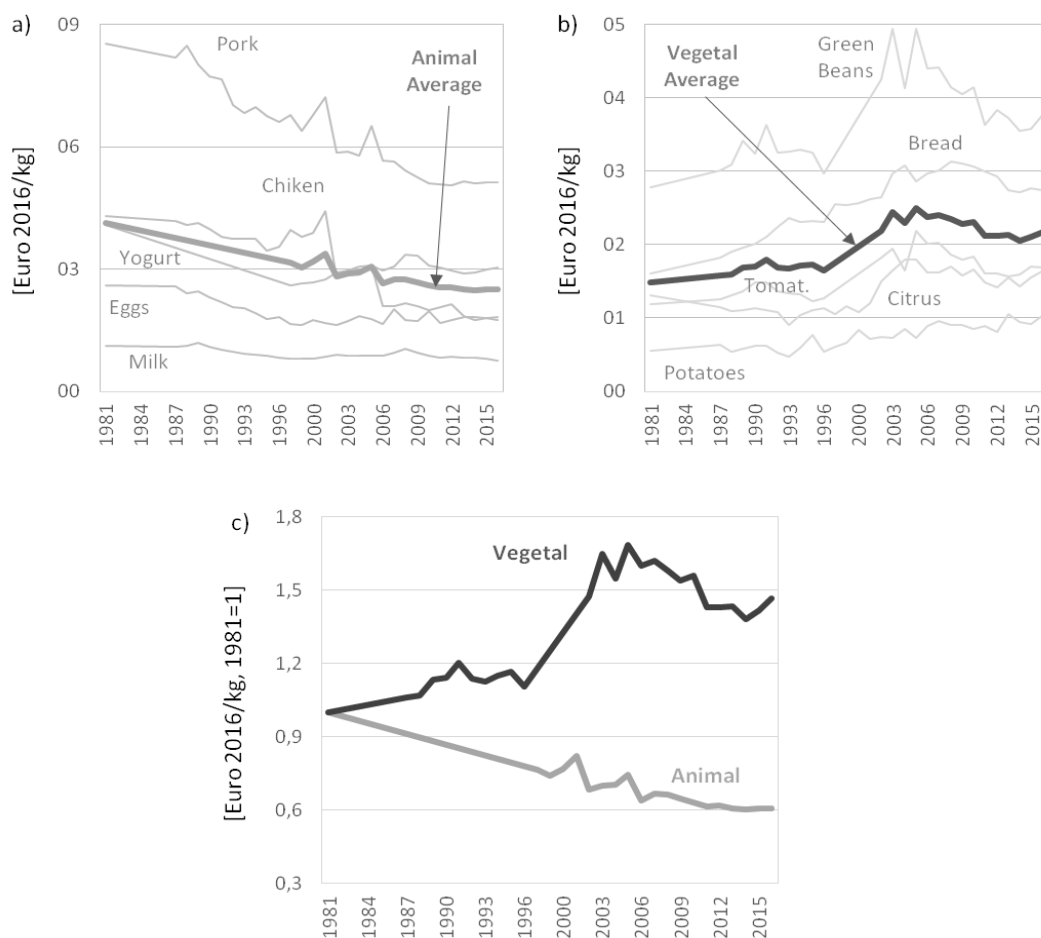 a)
[Euro 2016/kg]
09
06
03
00
Pork
Animal
Average
Chiken
Yogurt
Eggs
Milk
1981 1984 1987 1990 1993 1996 2000 2003 2006 2009 2012 2015
b)
[Euro 2016/kg]
05
04
03
02
01
00
Green
Beans
Vegetal
Average
Bread
Tomat.
Citrus
Potatoes
1981 1984 1987 1990 1993 1996 2000 2003 2006 2009 2012 2015
c)
[Euro 2016/kg, 1981=1]
1,8
1,5
1,2
0,9
0,6
0,3
Vegetal
Animal
1981 1984 1987 1990 1993 1996 2000 2003 2006 2009 2012 2015